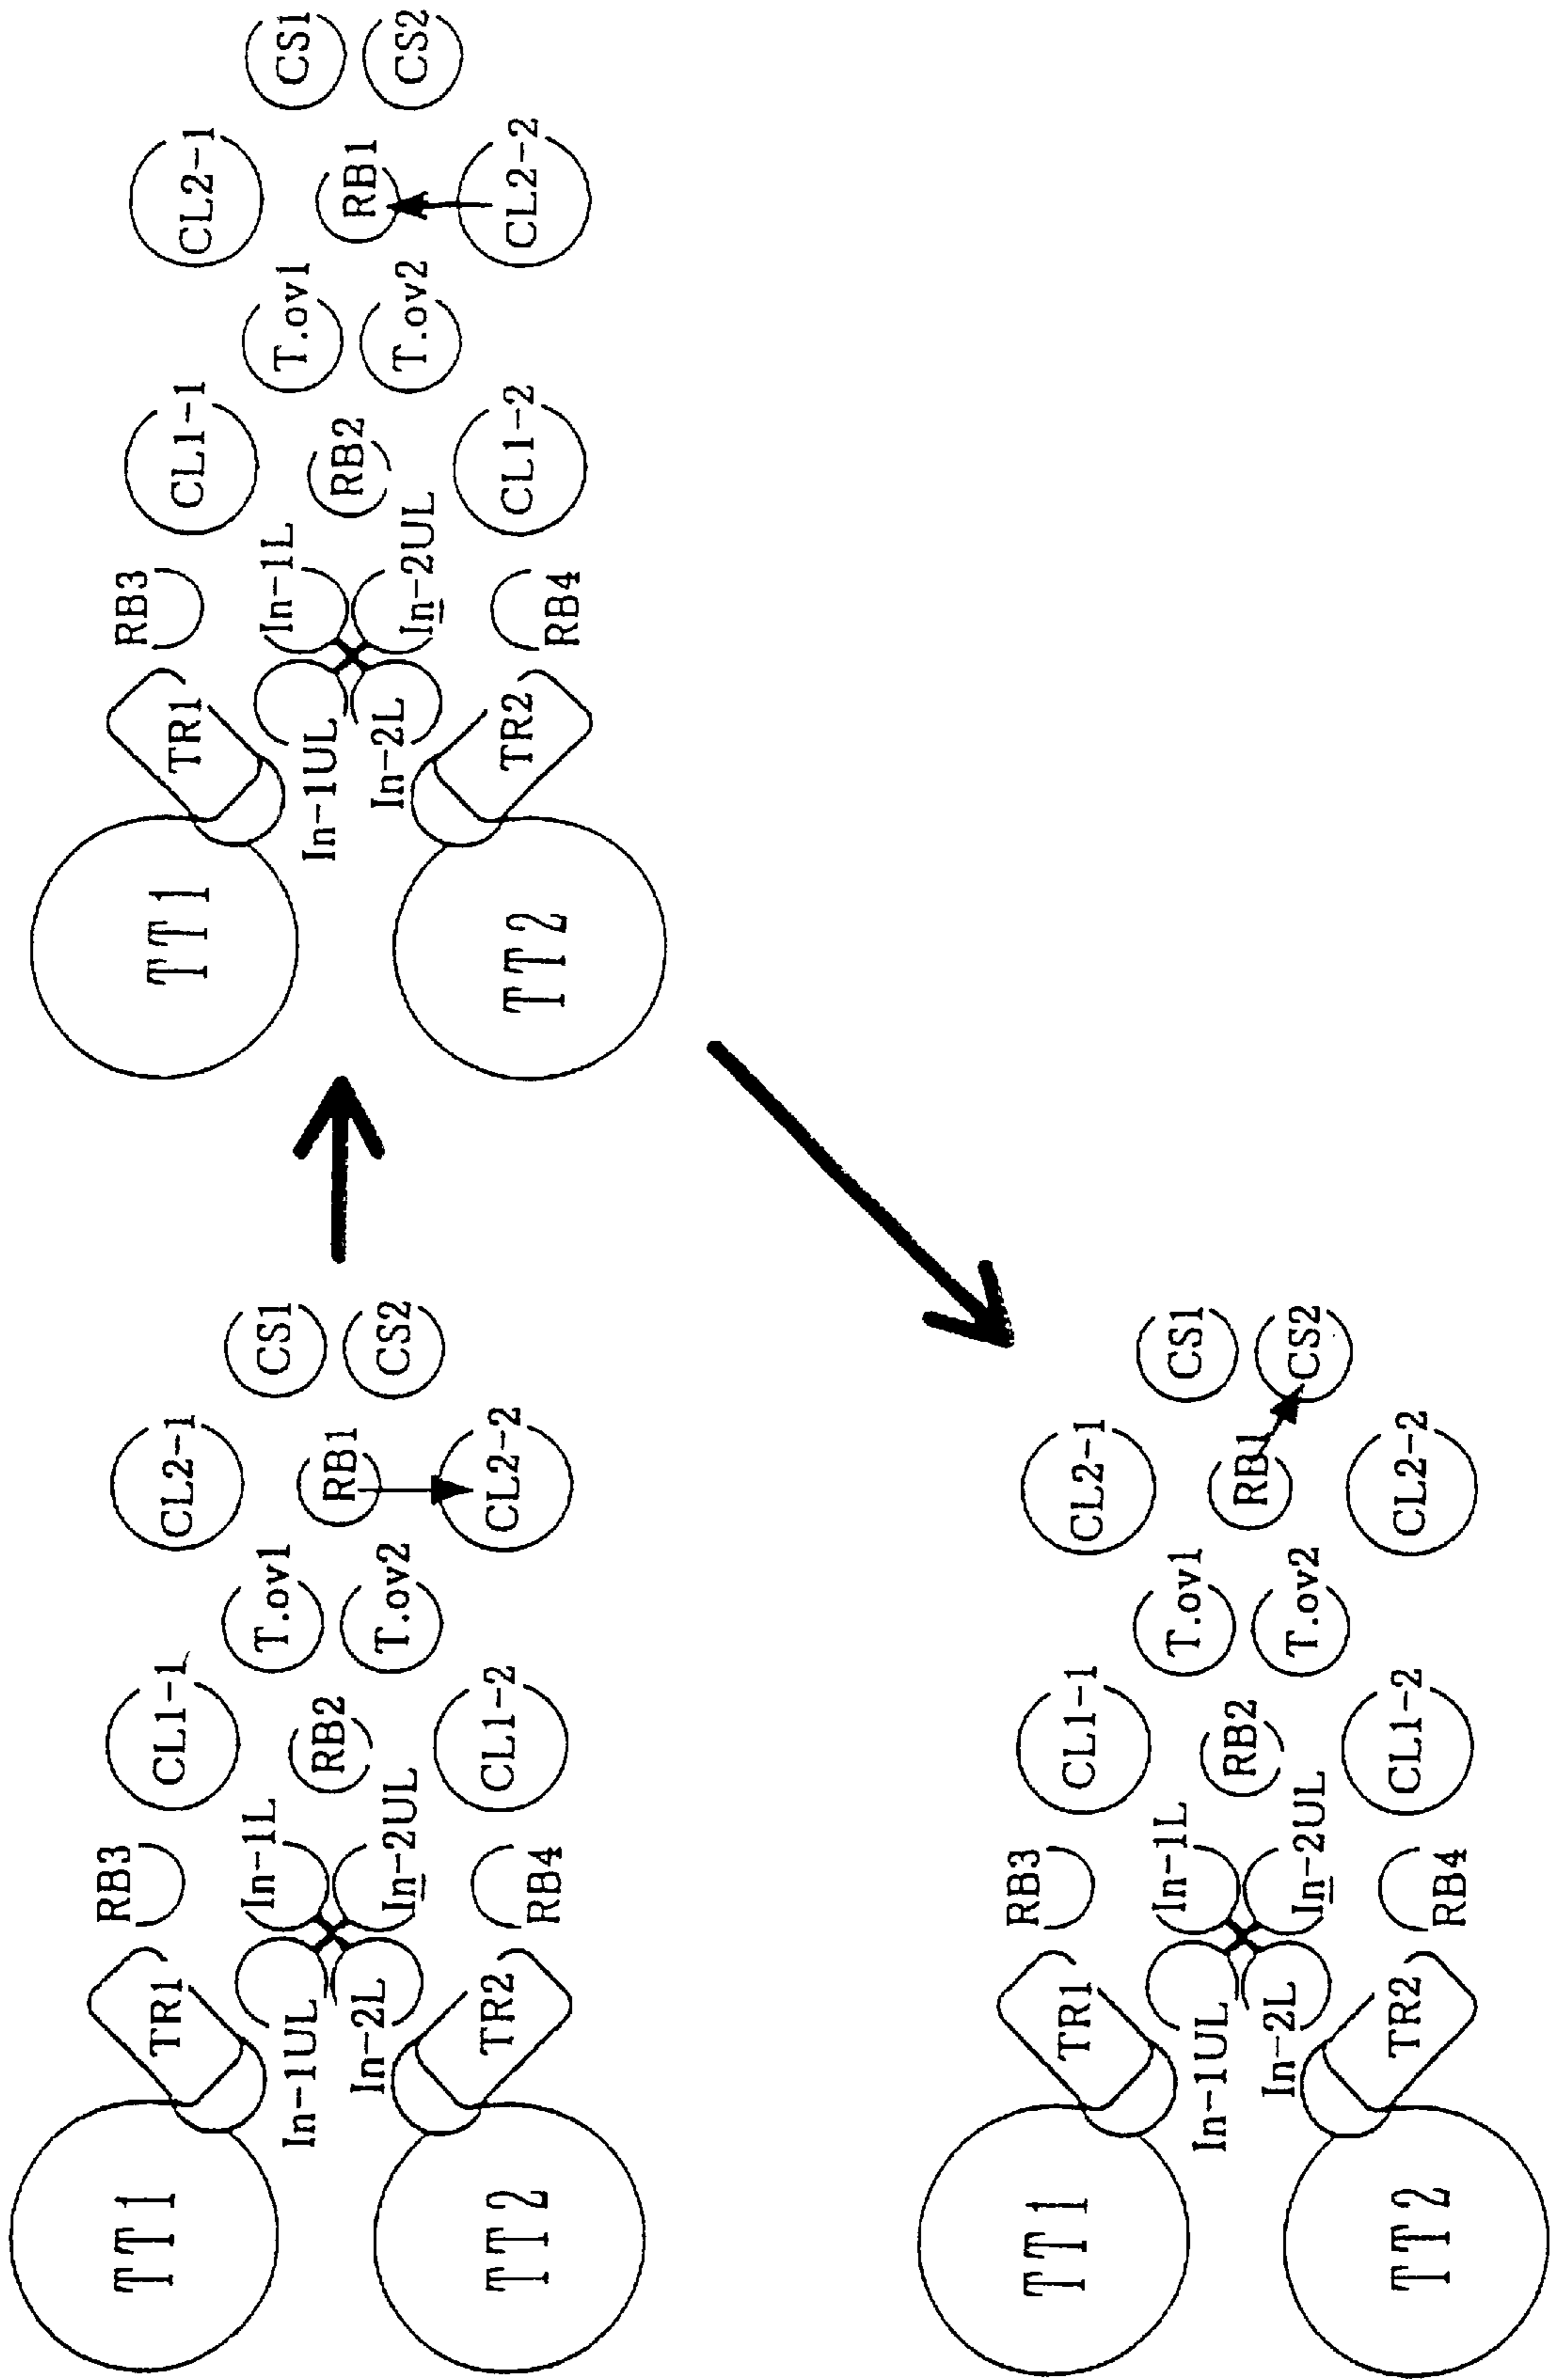 TT1
TR1
RB3
In-1UL
In-1L
CL1-1
RB2
T.ov1
CL2-1
RB1
CS1
TT2
TR2
RB4
In-2L
In-2UL
CL1-2
T.ov2
CL2-2
CS2
TT1
TR1
RB3
In-1UL
In-1L
CL1-1
RB2
T.ov1
CL2-1
RB1
CS1
TT2
TR2
RB4
In-2L
In-2UL
CL1-2
T.ov2
CL2-2
CS2
TT1
TR1
RB3
In-1UL
In-1L
CL1-1
RB2
T.ov1
CL2-1
RB1
CS1
TT2
TR2
RB4
In-2L
In-2UL
CL1-2
T.ov2
CL2-2
CS2